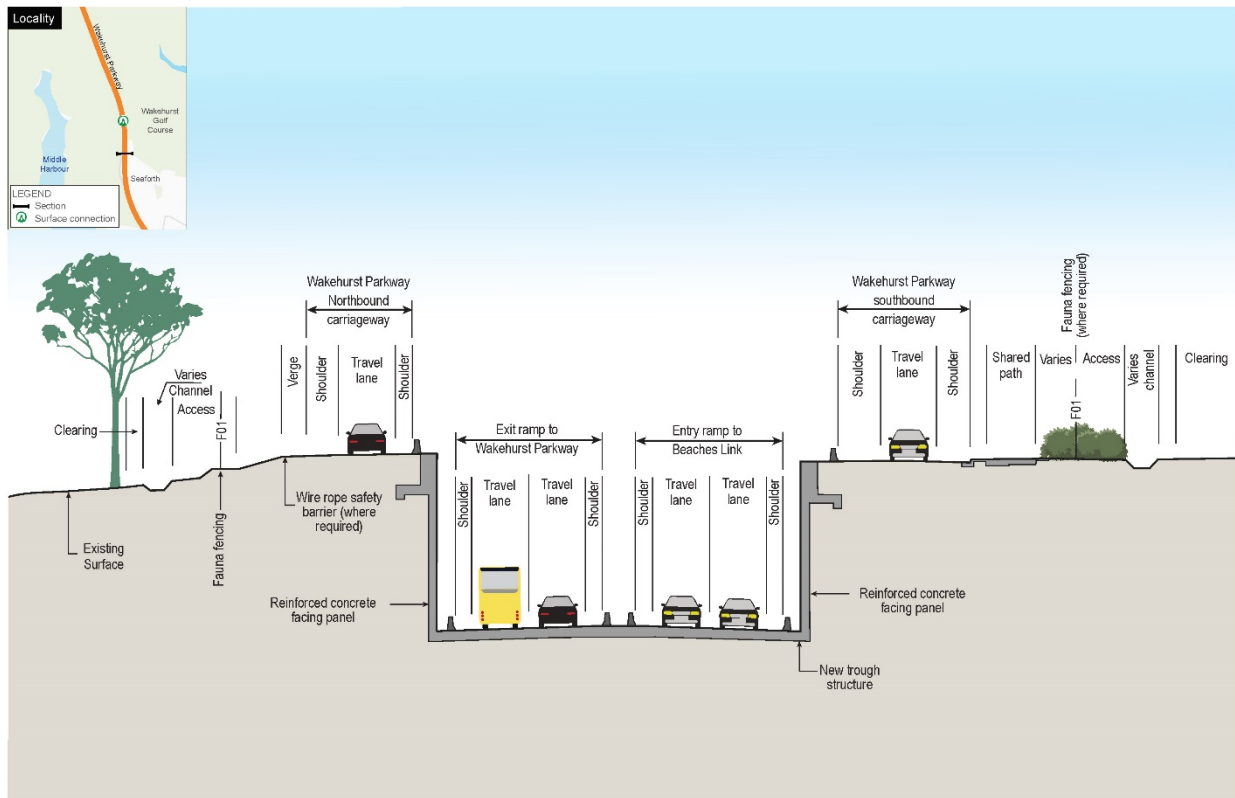 Locality
Wakehurst Parkway
Wakehurst
Golf
Course
Middle
Harbour
Seaforth
LEGEND
Section
Surface connection
Wakehurst Parkway
Northbound
carriageway
Wakehurst Parkway
southbound
carriageway
Fauna fencing
(where required)
Clearing
Varies
Channel
Access
F01
Verge
Shoulder
Travel
lane
Shoulder
Exit ramp to
Wakehurst Parkway
Entry ramp to
Beaches Link
Shoulder
Travel
lane
Shoulder
Shared
path
Varies
F01
Access
Varies
channel
Clearing
Shoulder
Travel
lane
Travel
lane
Shoulder
Shoulder
Travel
lane
Travel
lane
Shoulder
Existing
Surface
Fauna fencing
Wire rope safety
barrier (where
required)
Reinforced concrete
facing panel
Reinforced concrete
facing panel
New trough
structure